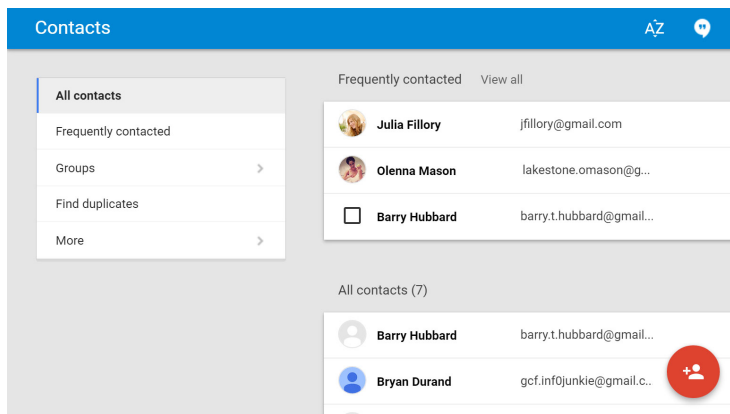 Contacts AZ
All contacts
Frequently contacted
Groups
Find duplicates
More
Frequently contacted View all
Julia Fillory jfillory@gmail.com
Olenna Mason lakestone.omason@g...
Barry Hubbard barry.t.hubbard@gmail...
All contacts (7)
Barry Hubbard barry.t.hubbard@gmail...
Bryan Durand gcf.inf0junkie@gmail.c..